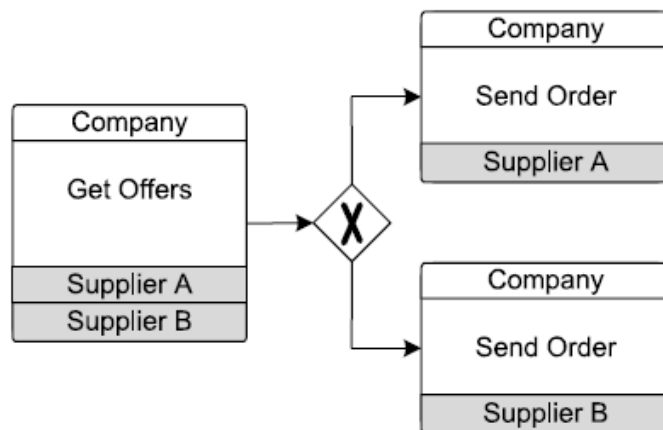 Company
Get Offers
Supplier A
Supplier B
X
Company
Send Order
Supplier A
Company
Send Order
Supplier B